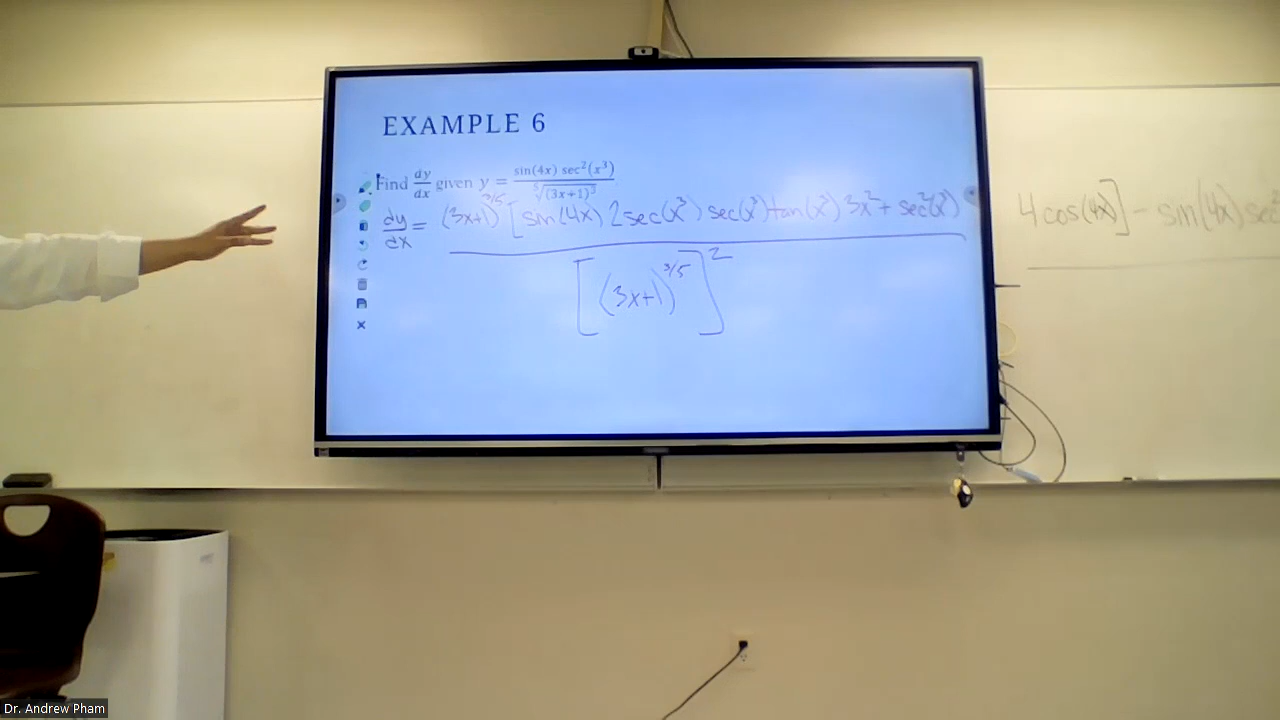 EXAMPLE 6
Find dy/dx given y = sin(4x) sec²(x³) / ⁵√(3x+1)³
dy/dx = (3x+1)^3/5 [sin(4x) 2sec(x³) sec(x³)tan(x³) 3x² + sec²(x³) 4cos(4x)] - sin(4x)sec²
[(3x+1)^3/5]²
Dr. Andrew Pham